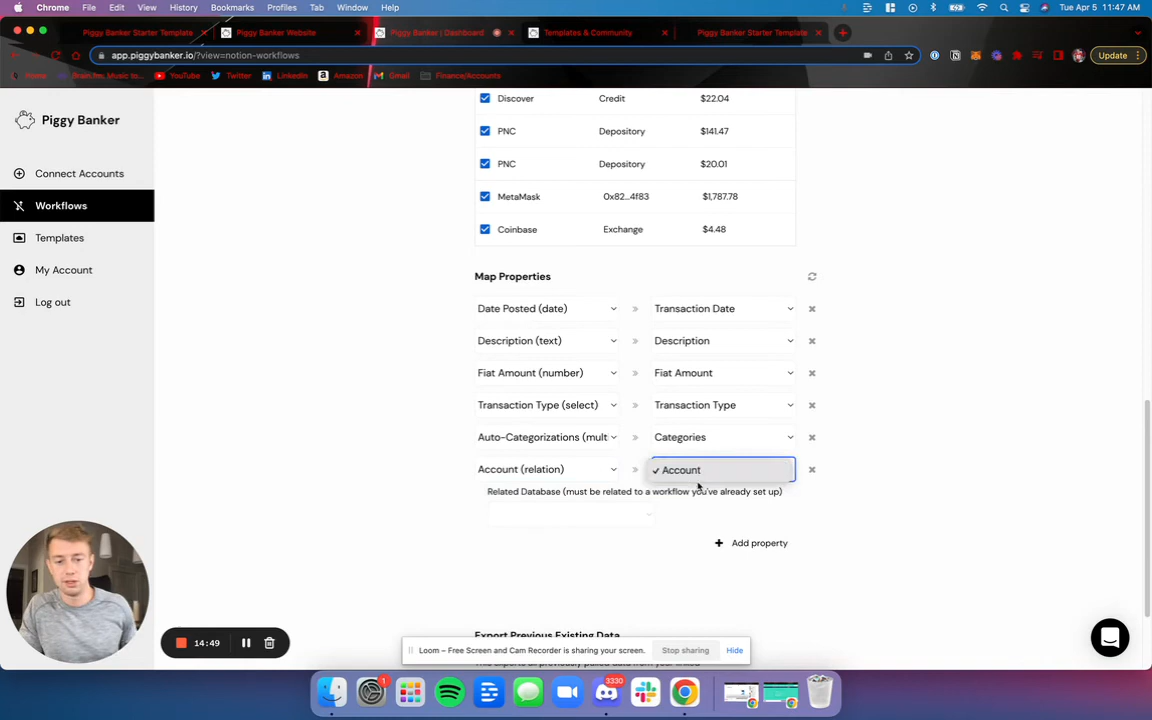 Chrome File Edit View History Bookmarks Profiles Tab Window Help Tue Apr 5 11:47 AM
Piggy Banker Starter Template Piggy Banker Website Piggy Banker | Dashboard Templates & Community Piggy Banker Starter Template
app.piggybanker.io/?view=notion-workflows Update
Home Brain.fm: Music to... YouTube Twitter LinkedIn Amazon Gmail Finance/Accounts
Piggy Banker
Connect Accounts
Workflows
Templates
My Account
Log out
Discover Credit $22.04
PNC Depository $141.47
PNC Depository $20.01
MetaMask 0x82...4f83 $1,787.78
Coinbase Exchange $4.48
Map Properties
Date Posted (date) » Transaction Date
Description (text) » Description
Fiat Amount (number) » Fiat Amount
Transaction Type (select) » Transaction Type
Auto-Categorizations (mult » Categories
Account (relation) » ✓ Account
Related Database (must be related to a workflow you've already set up)
+ Add property
Export Previous Existing Data
14:49
Loom – Free Screen and Cam Recorder is sharing your screen. Stop sharing Hide
1
3330